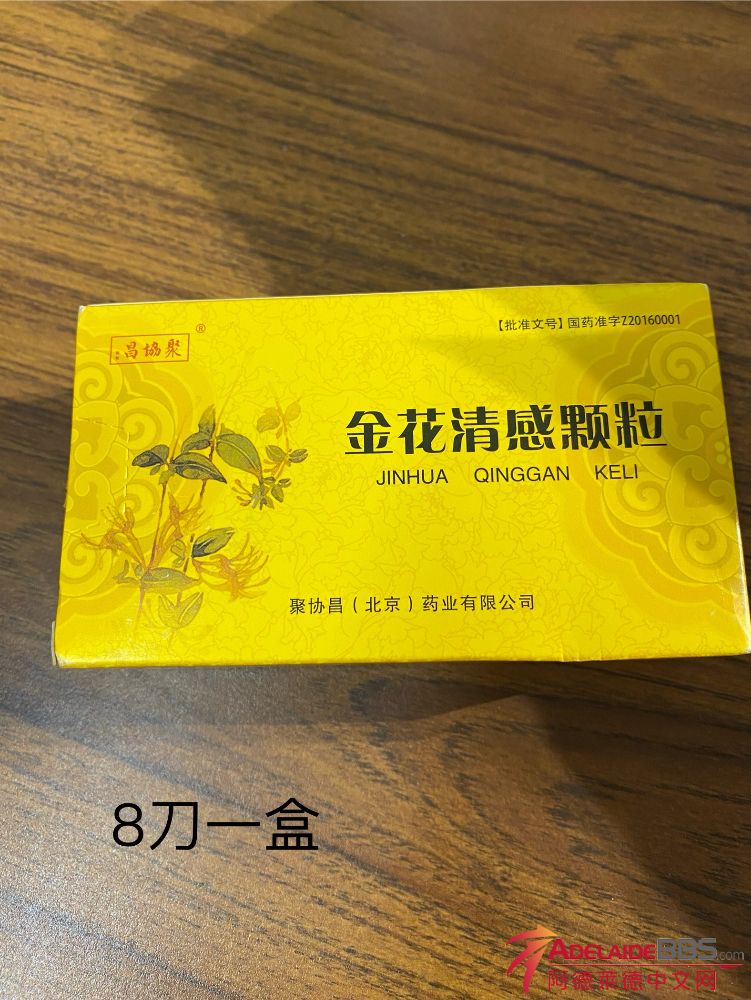 【批准文号】国药准字Z20160001
昌協聚®
金花清感颗粒
JINHUA QINGGAN KELI
聚协昌（北京）药业有限公司
8刀一盒
ADELAIDEBBS.com
阿德莱德中文网